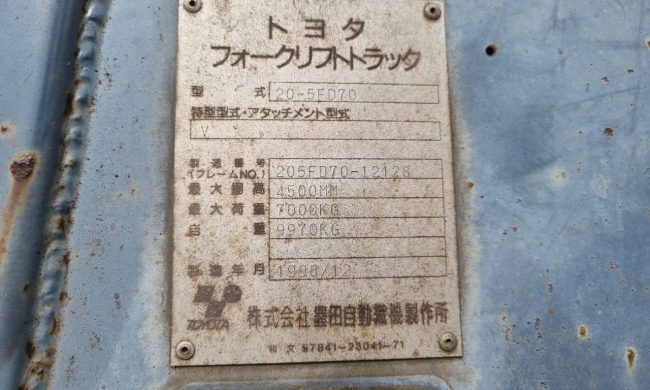 トヨタ
フォークリフトトラック
型式 20-5FD70
特型型式・アタッチメント型式
V
製造番号
(フレームNO.) 205FD70-12128
最大揚高 4500MM
最大荷重 7000KG
自重 9970KG
製造年月 1998/12
TOYOTA
株式会社豊田自動織機製作所
57841-23041-71